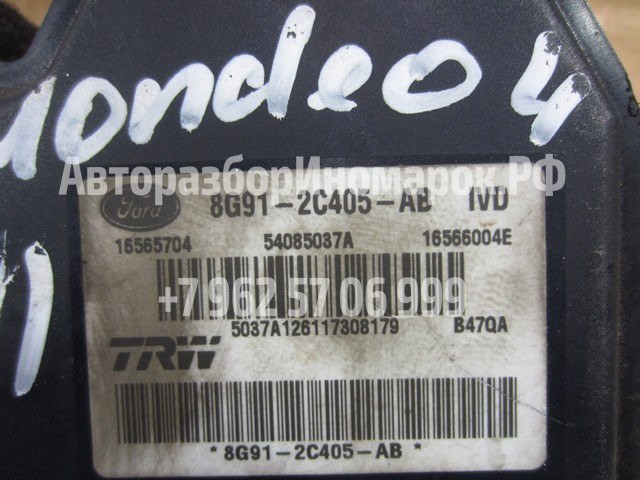 Mondeo 4
АвторазборИномарок.РФ
Ford 8G91-2C405-AB IVD
16565704 54085037A 16566004E
+7 962 57 06 999
5037A126117308179 B47QA
TRW
*8G91-2C405-AB*